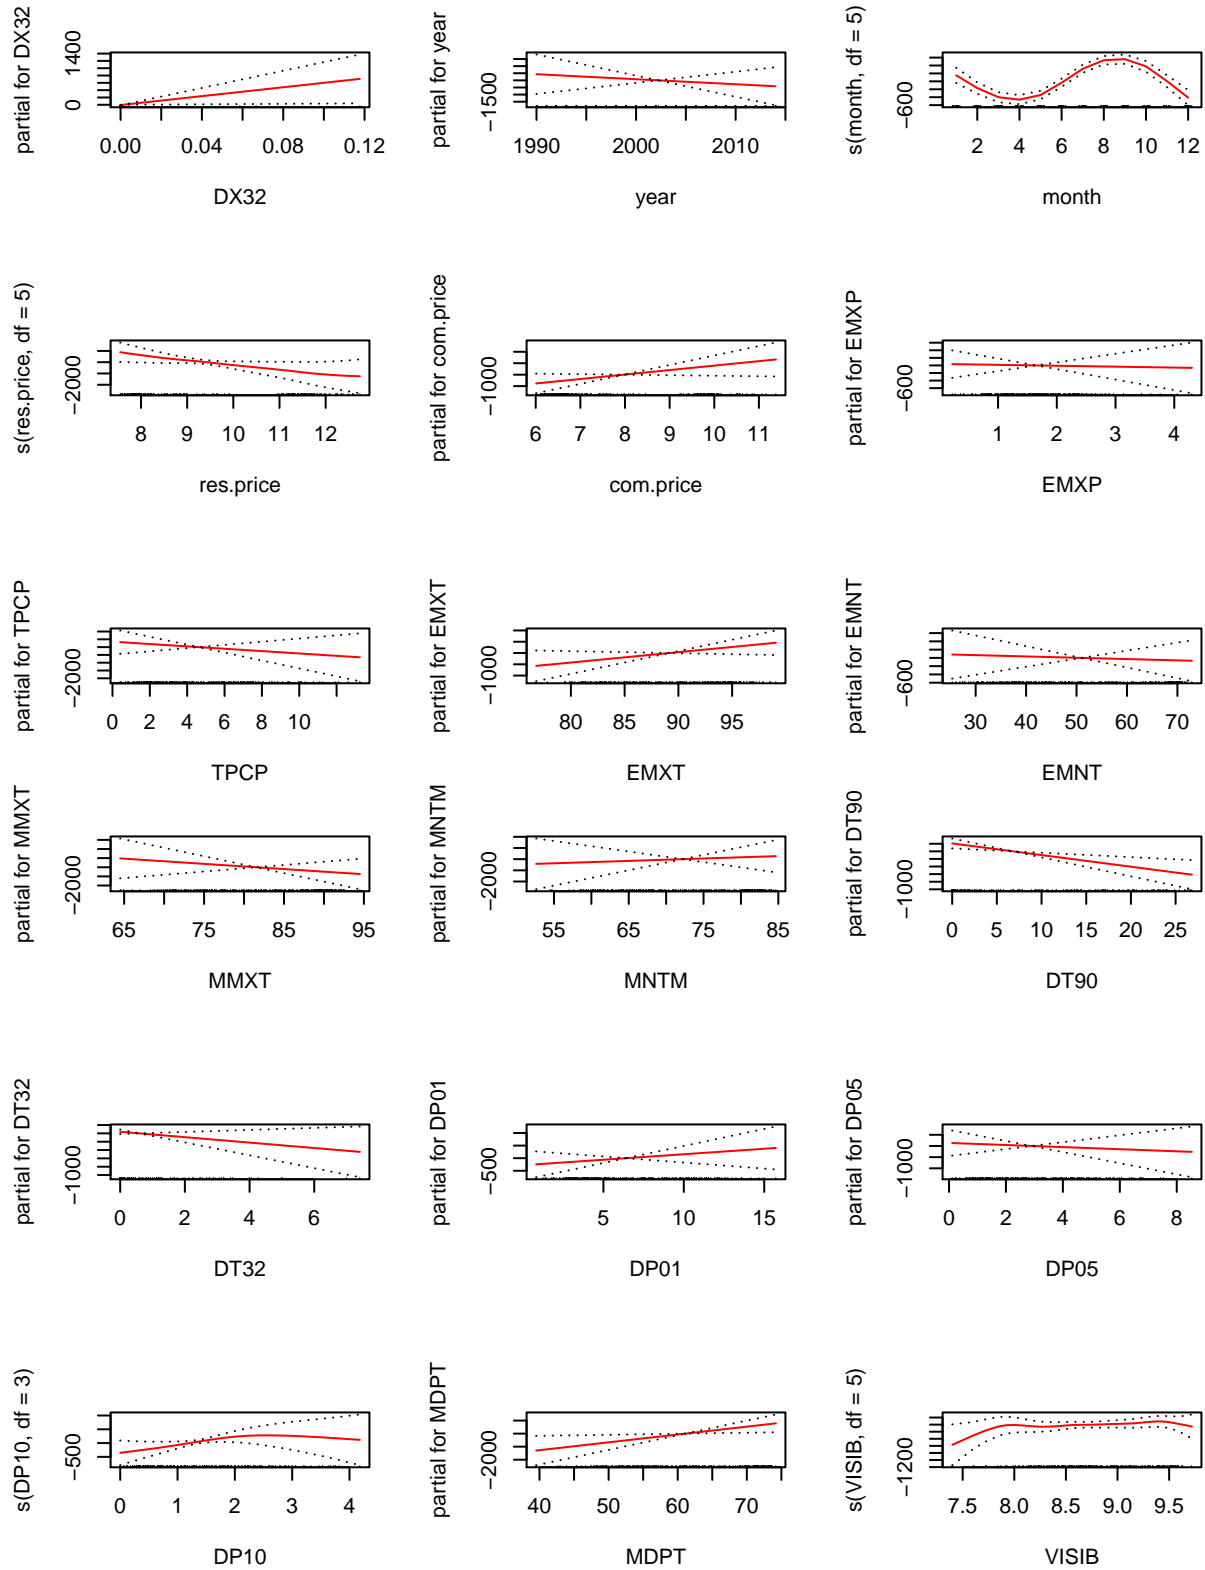 partial for DX32
0 1400
0.00 0.04 0.08 0.12
DX32
partial for year
−1500
1990 2000 2010
year
s(month, df = 5)
−600
2 4 6 8 10 12
month
s(res.price, df = 5)
−2000
8 9 10 11 12
res.price
partial for com.price
−1000
6 7 8 9 10 11
com.price
partial for EMXP
−600
1 2 3 4
EMXP
partial for TPCP
−2000
0 2 4 6 8 10
TPCP
partial for EMXT
−1000
80 85 90 95
EMXT
partial for EMNT
−600
30 40 50 60 70
EMNT
partial for MMXT
−2000
65 75 85 95
MMXT
partial for MNTM
−2000
55 65 75 85
MNTM
partial for DT90
−1000
0 5 10 15 20 25
DT90
partial for DT32
−1000
0 2 4 6
DT32
partial for DP01
−500
5 10 15
DP01
partial for DP05
−1000
0 2 4 6 8
DP05
s(DP10, df = 3)
−500
0 1 2 3 4
DP10
partial for MDPT
−2000
40 50 60 70
MDPT
s(VISIB, df = 5)
−1200
7.5 8.0 8.5 9.0 9.5
VISIB